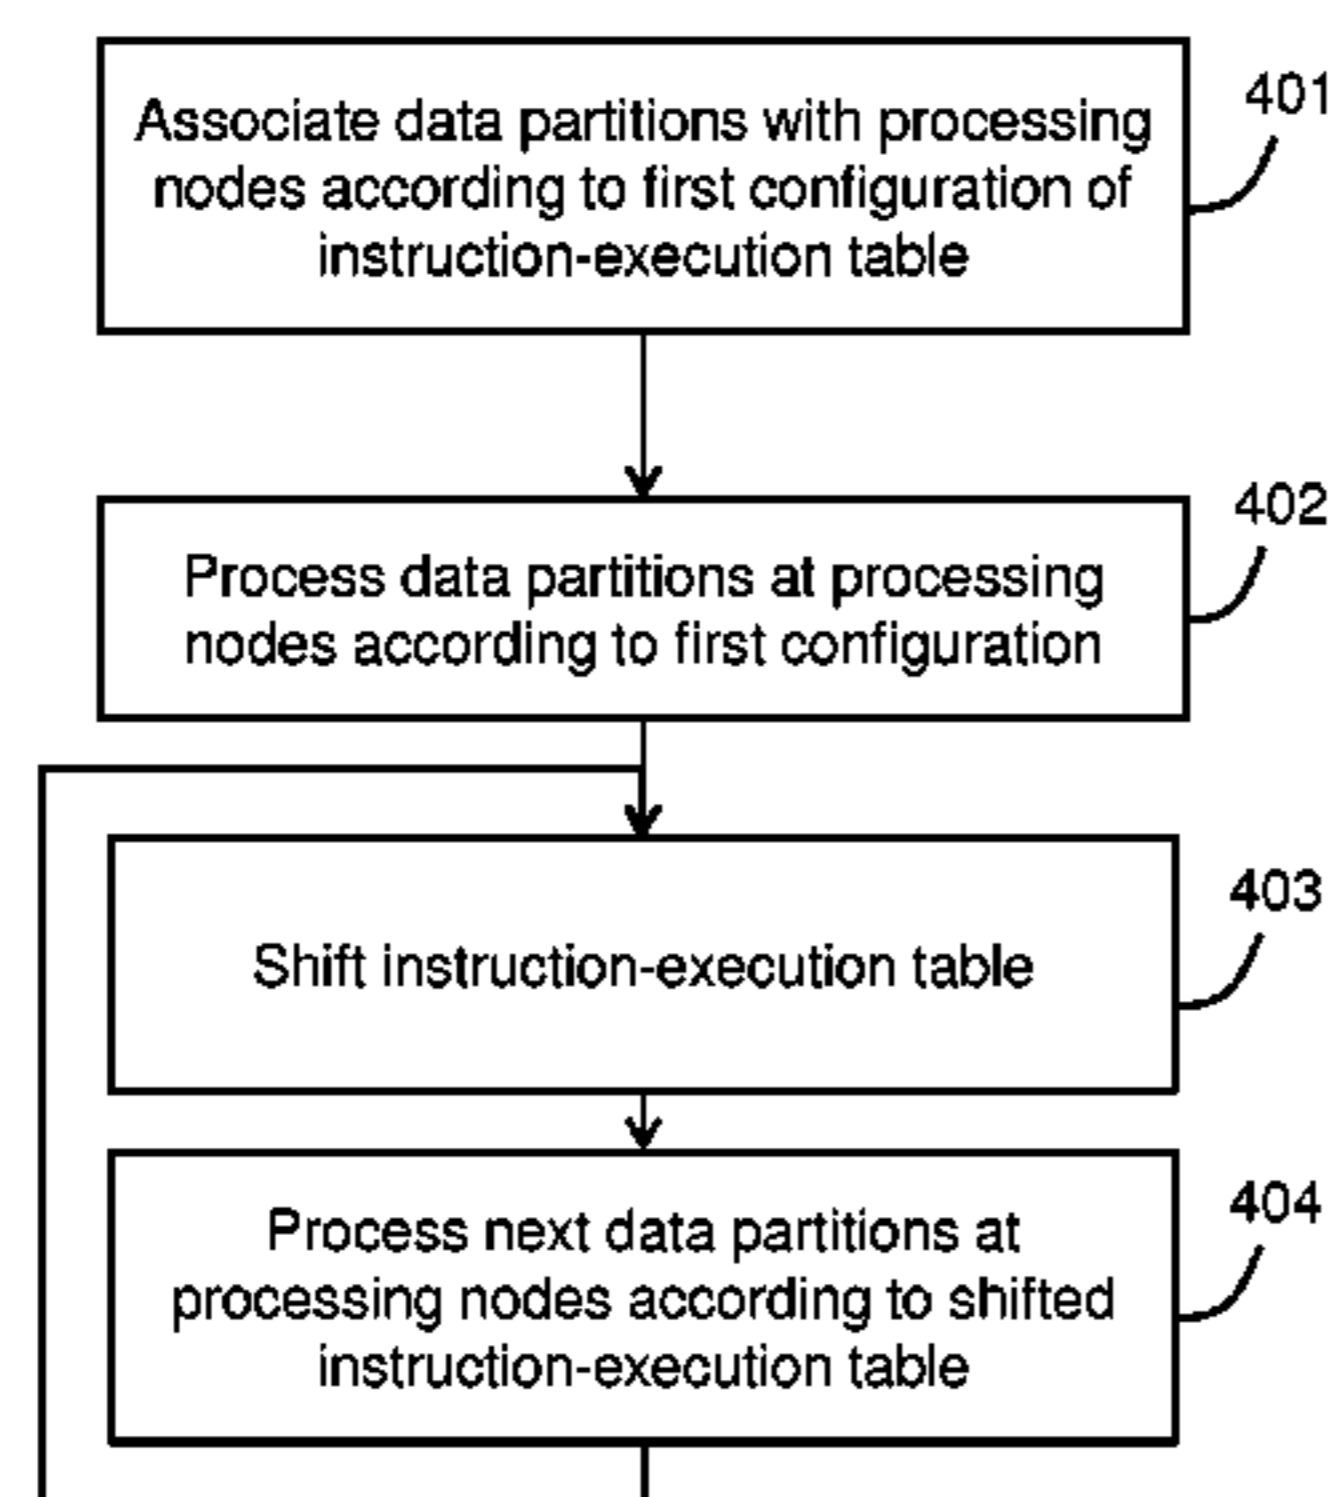 401
Associate data partitions with processing
nodes according to first configuration of
instruction-execution table
402
Process data partitions at processing
nodes according to first configuration
403
Shift instruction-execution table
404
Process next data partitions at
processing nodes according to shifted
instruction-execution table